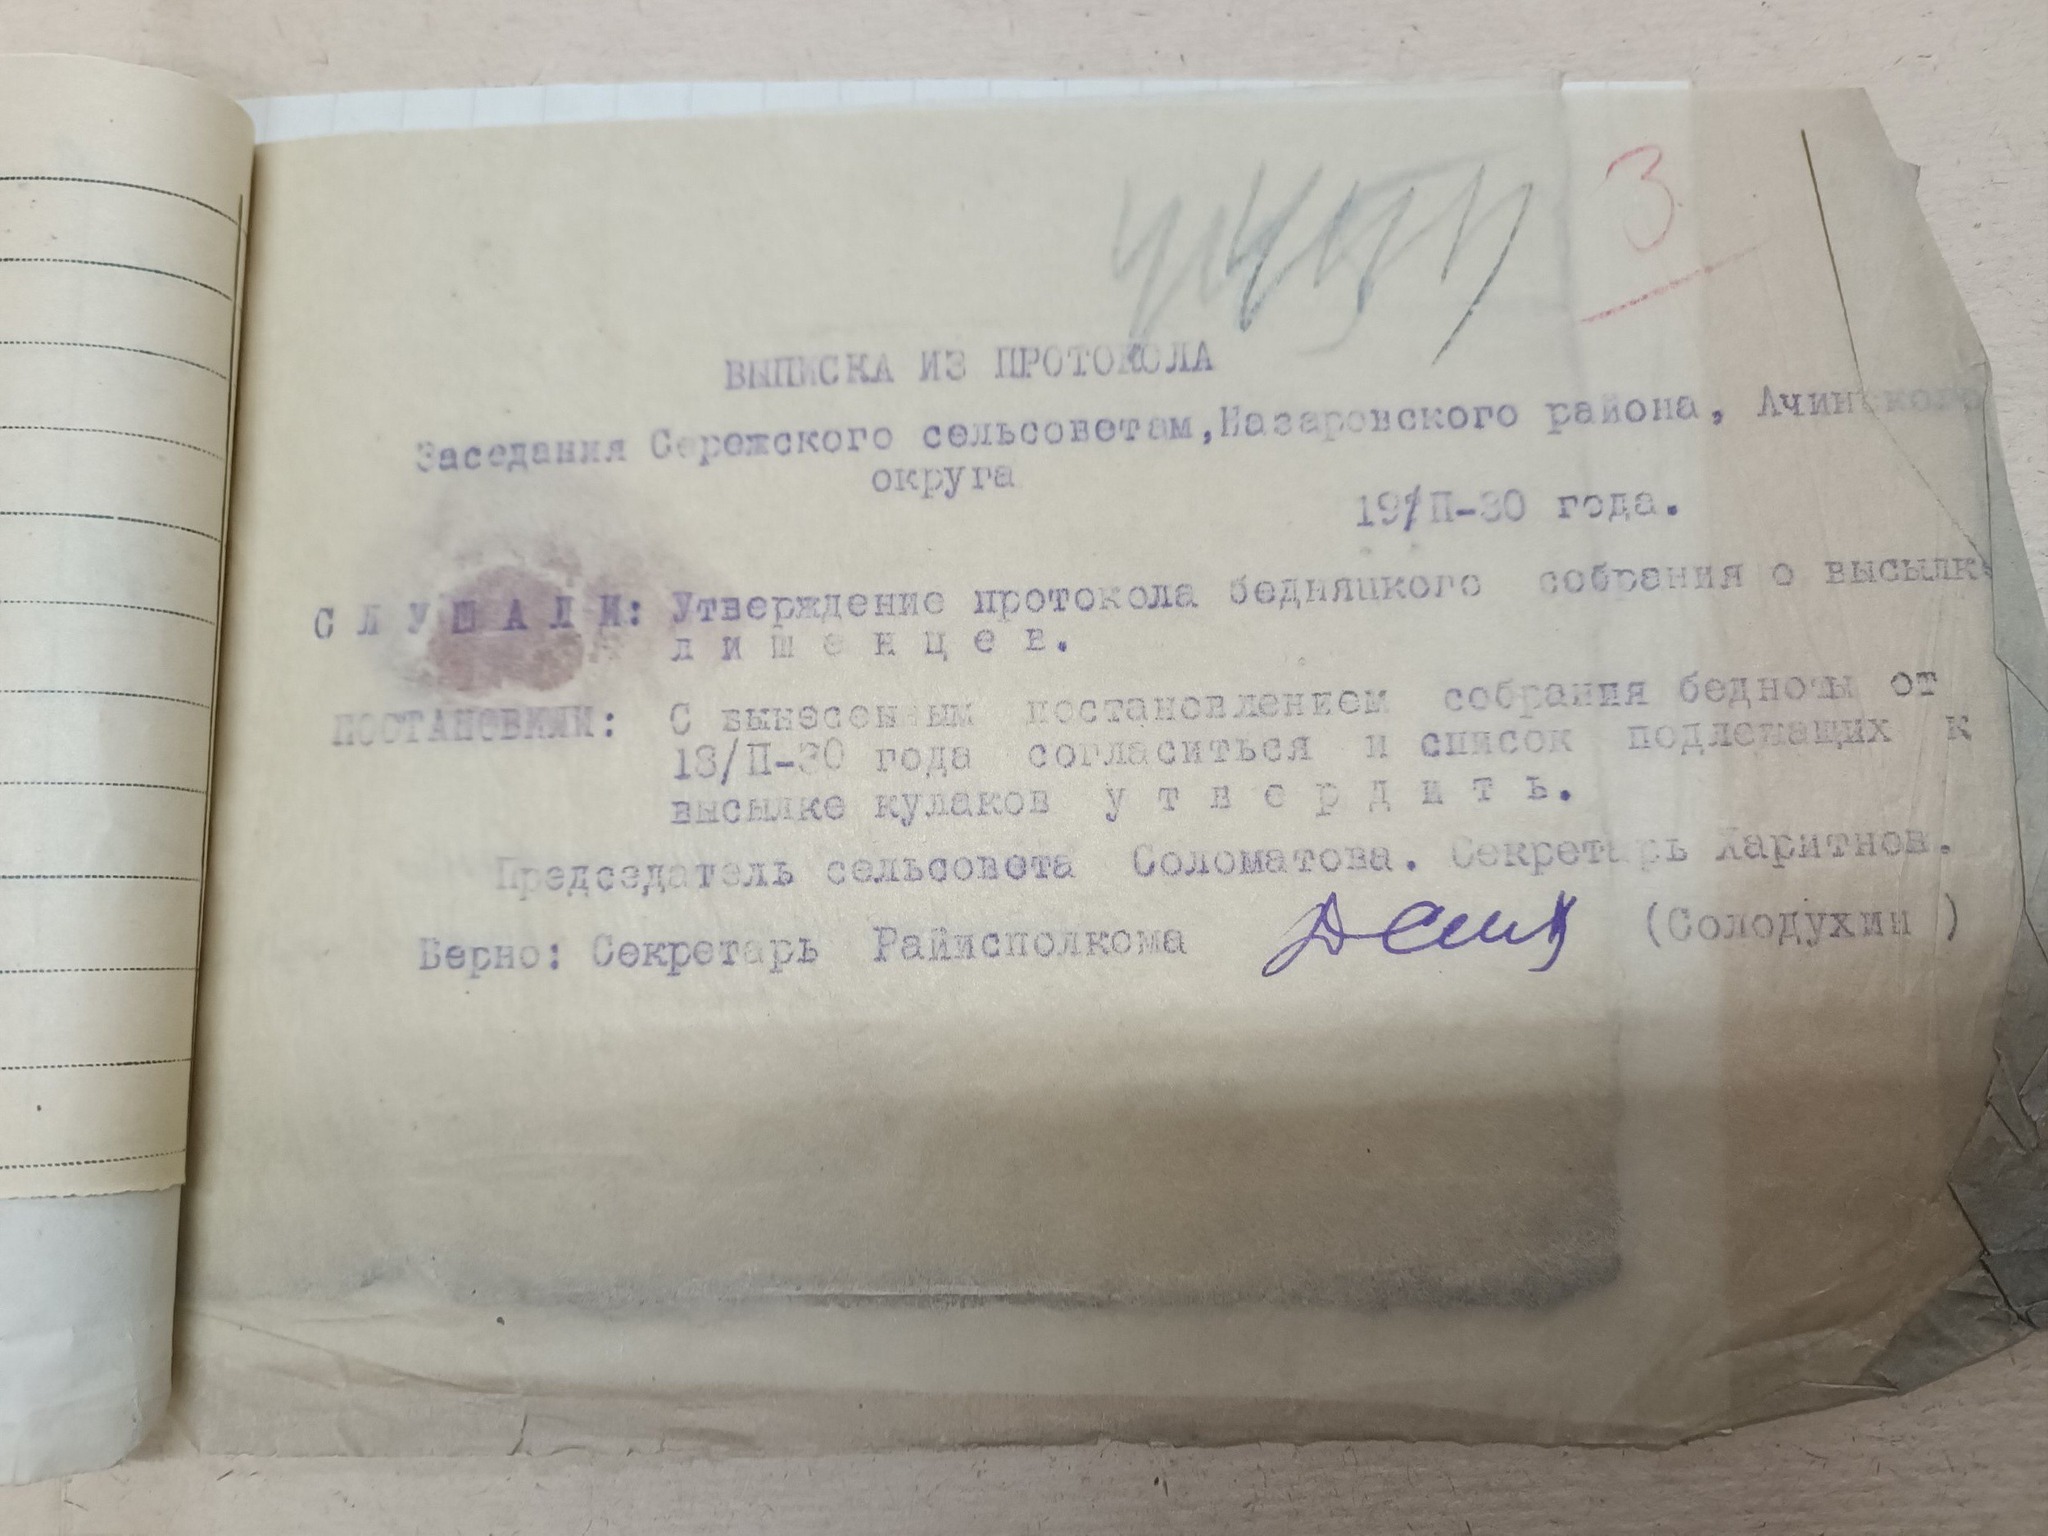 3
ВЫПИСКА ИЗ ПРОТОКОЛА
Заседания Сережского сельсоветам, Назаровского района, Ачинского
округа
19/П-30 года.
С Л У Ш А Л И: Утверждение протокола бедняцкого собрания о высылк
л и ш е н ц е в.
ПОСТАНОВИЛИ: С вынесенным постановлением собрания бедноты от
18/П-30 года согласиться и список подлежащих к
высылке кулаков у т в е р д и т ь.
Председатель сельсовета Соломатова. Секретарь Харитнов.
Верно: Секретарь Райисполкома (Солодухин )